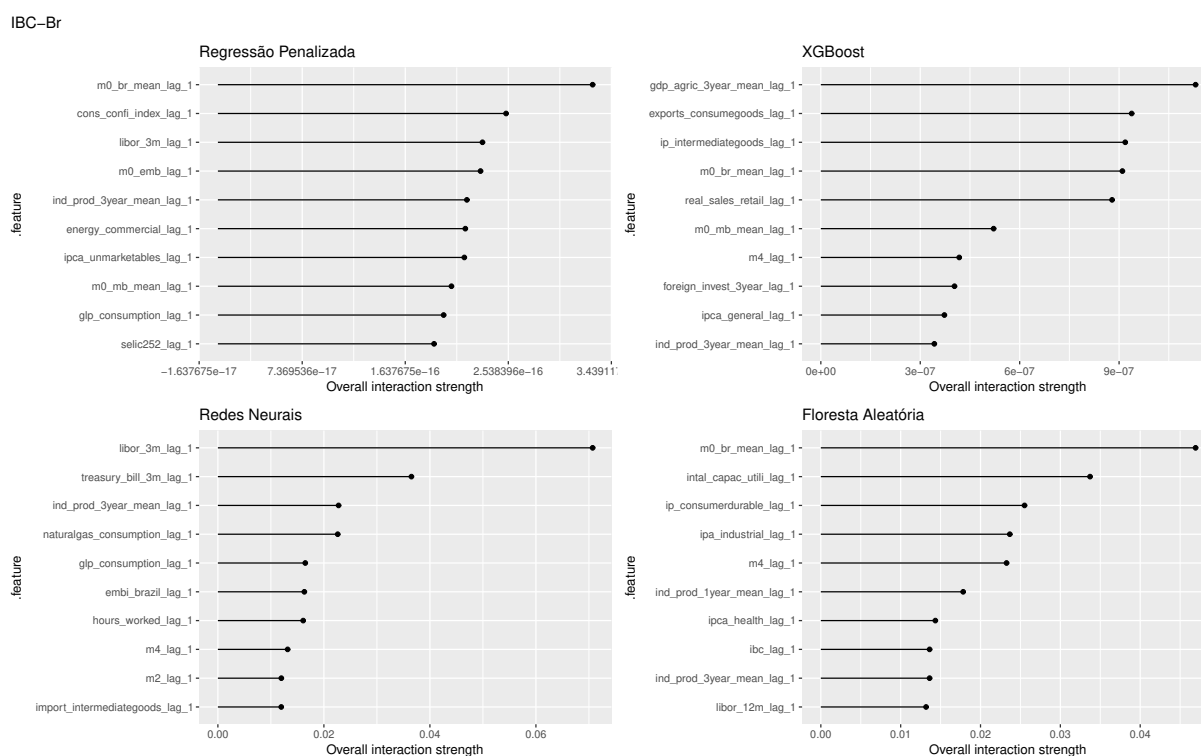 IBC−Br
Regressão Penalizada
m0_br_mean_lag_1
cons_confi_index_lag_1
libor_3m_lag_1
m0_emb_lag_1
ind_prod_3year_mean_lag_1
energy_commercial_lag_1
ipca_unmarketables_lag_1
m0_mb_mean_lag_1
glp_consumption_lag_1
selic252_lag_1
.feature
−1.637675e−17 7.369536e−17 1.637675e−16 2.538396e−16 3.439117
Overall interaction strength
XGBoost
gdp_agric_3year_mean_lag_1
exports_consumegoods_lag_1
ip_intermediategoods_lag_1
m0_br_mean_lag_1
real_sales_retail_lag_1
m0_mb_mean_lag_1
m4_lag_1
foreign_invest_3year_lag_1
ipca_general_lag_1
ind_prod_3year_mean_lag_1
.feature
0e+00 3e−07 6e−07 9e−07
Overall interaction strength
Redes Neurais
libor_3m_lag_1
treasury_bill_3m_lag_1
ind_prod_3year_mean_lag_1
naturalgas_consumption_lag_1
glp_consumption_lag_1
embi_brazil_lag_1
hours_worked_lag_1
m4_lag_1
m2_lag_1
import_intermediategoods_lag_1
.feature
0.00 0.02 0.04 0.06
Overall interaction strength
Floresta Aleatória
m0_br_mean_lag_1
intal_capac_utili_lag_1
ip_consumerdurable_lag_1
ipa_industrial_lag_1
m4_lag_1
ind_prod_1year_mean_lag_1
ipca_health_lag_1
ibc_lag_1
ind_prod_3year_mean_lag_1
libor_12m_lag_1
.feature
0.00 0.01 0.02 0.03 0.04
Overall interaction strength